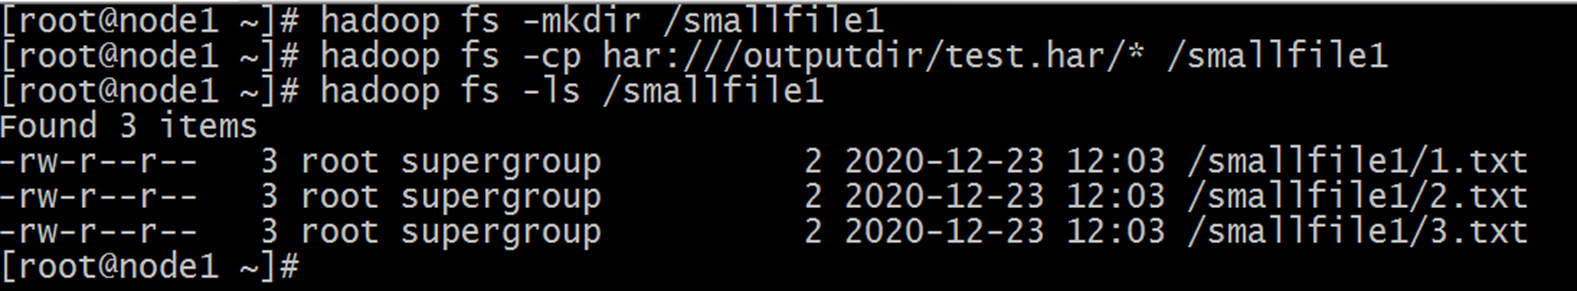 [root@node1 ~]# hadoop fs -mkdir /smallfile1
[root@node1 ~]# hadoop fs -cp har:///outputdir/test.har/* /smallfile1
[root@node1 ~]# hadoop fs -ls /smallfile1
Found 3 items
-rw-r--r--   3 root supergroup          2 2020-12-23 12:03 /smallfile1/1.txt
-rw-r--r--   3 root supergroup          2 2020-12-23 12:03 /smallfile1/2.txt
-rw-r--r--   3 root supergroup          2 2020-12-23 12:03 /smallfile1/3.txt
[root@node1 ~]#